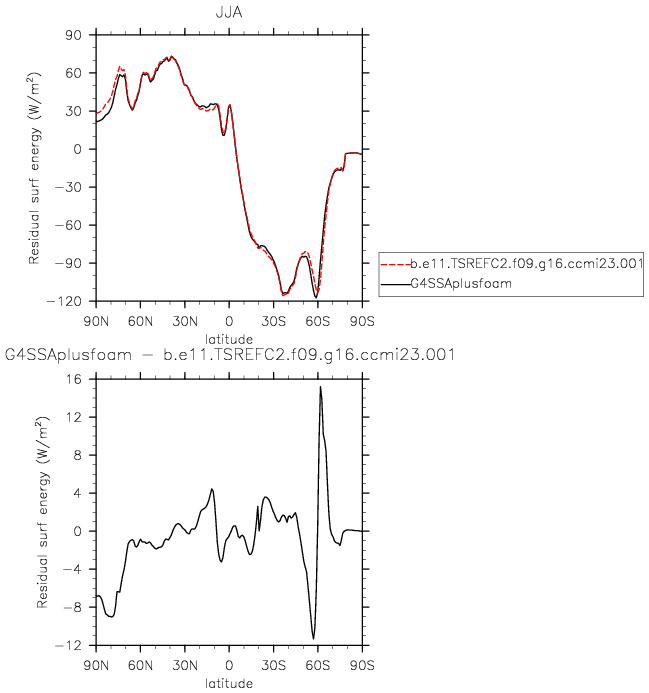 JJA
90
60
30
0
−30
−60
−90
−120
Residual surf energy (W/m²)
90N 60N 30N 0 30S 60S 90S
latitude
b.e11.TSREFC2.f09.g16.ccmi23.001
G4SSAplusfoam
G4SSAplusfoam − b.e11.TSREFC2.f09.g16.ccmi23.001
16
12
8
4
0
−4
−8
−12
Residual surf energy (W/m²)
90N 60N 30N 0 30S 60S 90S
latitude